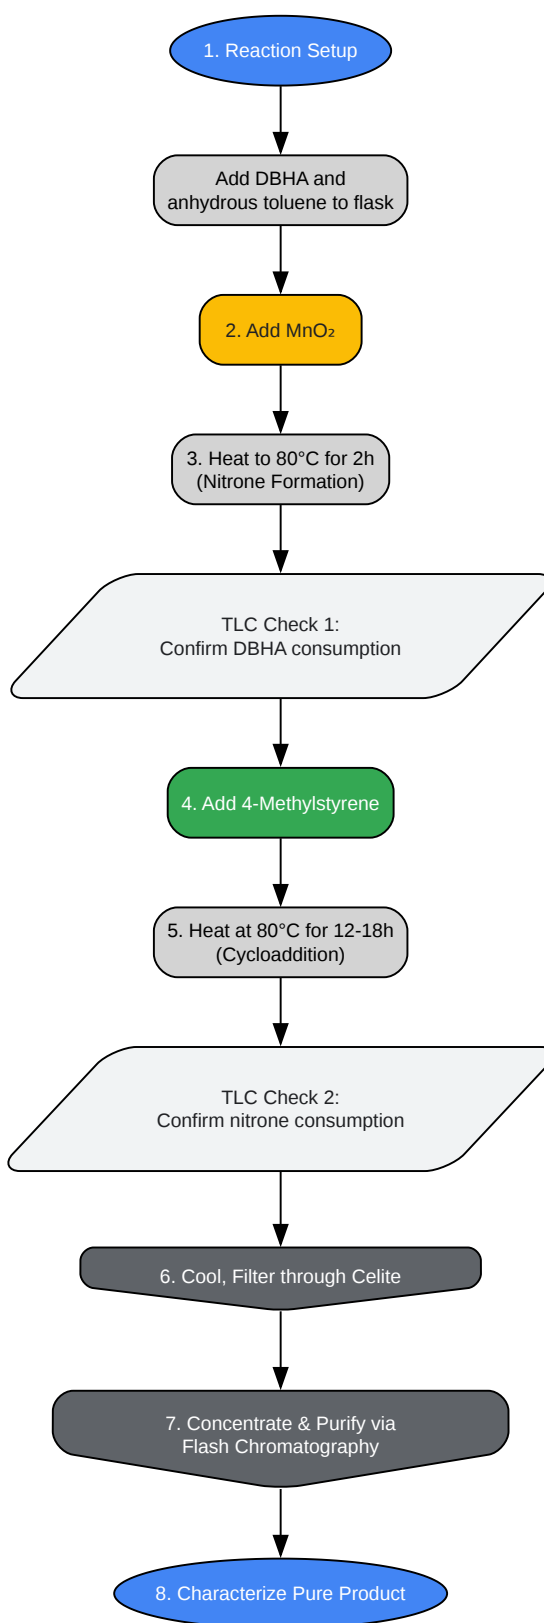 1. Reaction Setup
Add DBHA and
anhydrous toluene to flask
2. Add MnO₂
3. Heat to 80°C for 2h
(Nitrone Formation)
TLC Check 1:
Confirm DBHA consumption
4. Add 4-Methylstyrene
5. Heat at 80°C for 12-18h
(Cycloaddition)
TLC Check 2:
Confirm nitrone consumption
6. Cool, Filter through Celite
7. Concentrate & Purify via
Flash Chromatography
8. Characterize Pure Product